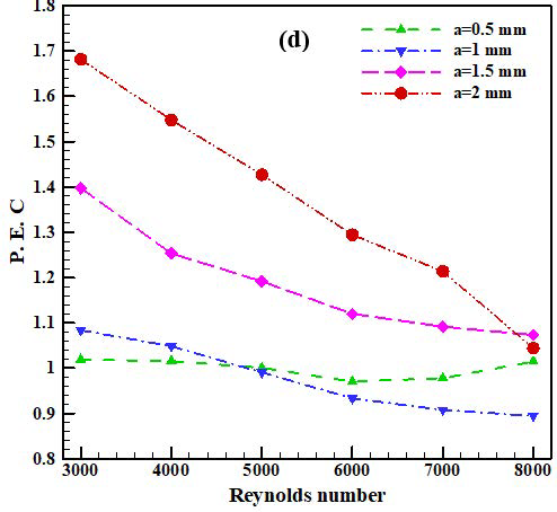 (d)
a=0.5 mm
a=1 mm
a=1.5 mm
a=2 mm
P. E. C
1.8
1.7
1.6
1.5
1.4
1.3
1.2
1.1
1
0.9
0.8
3000 4000 5000 6000 7000 8000
Reynolds number